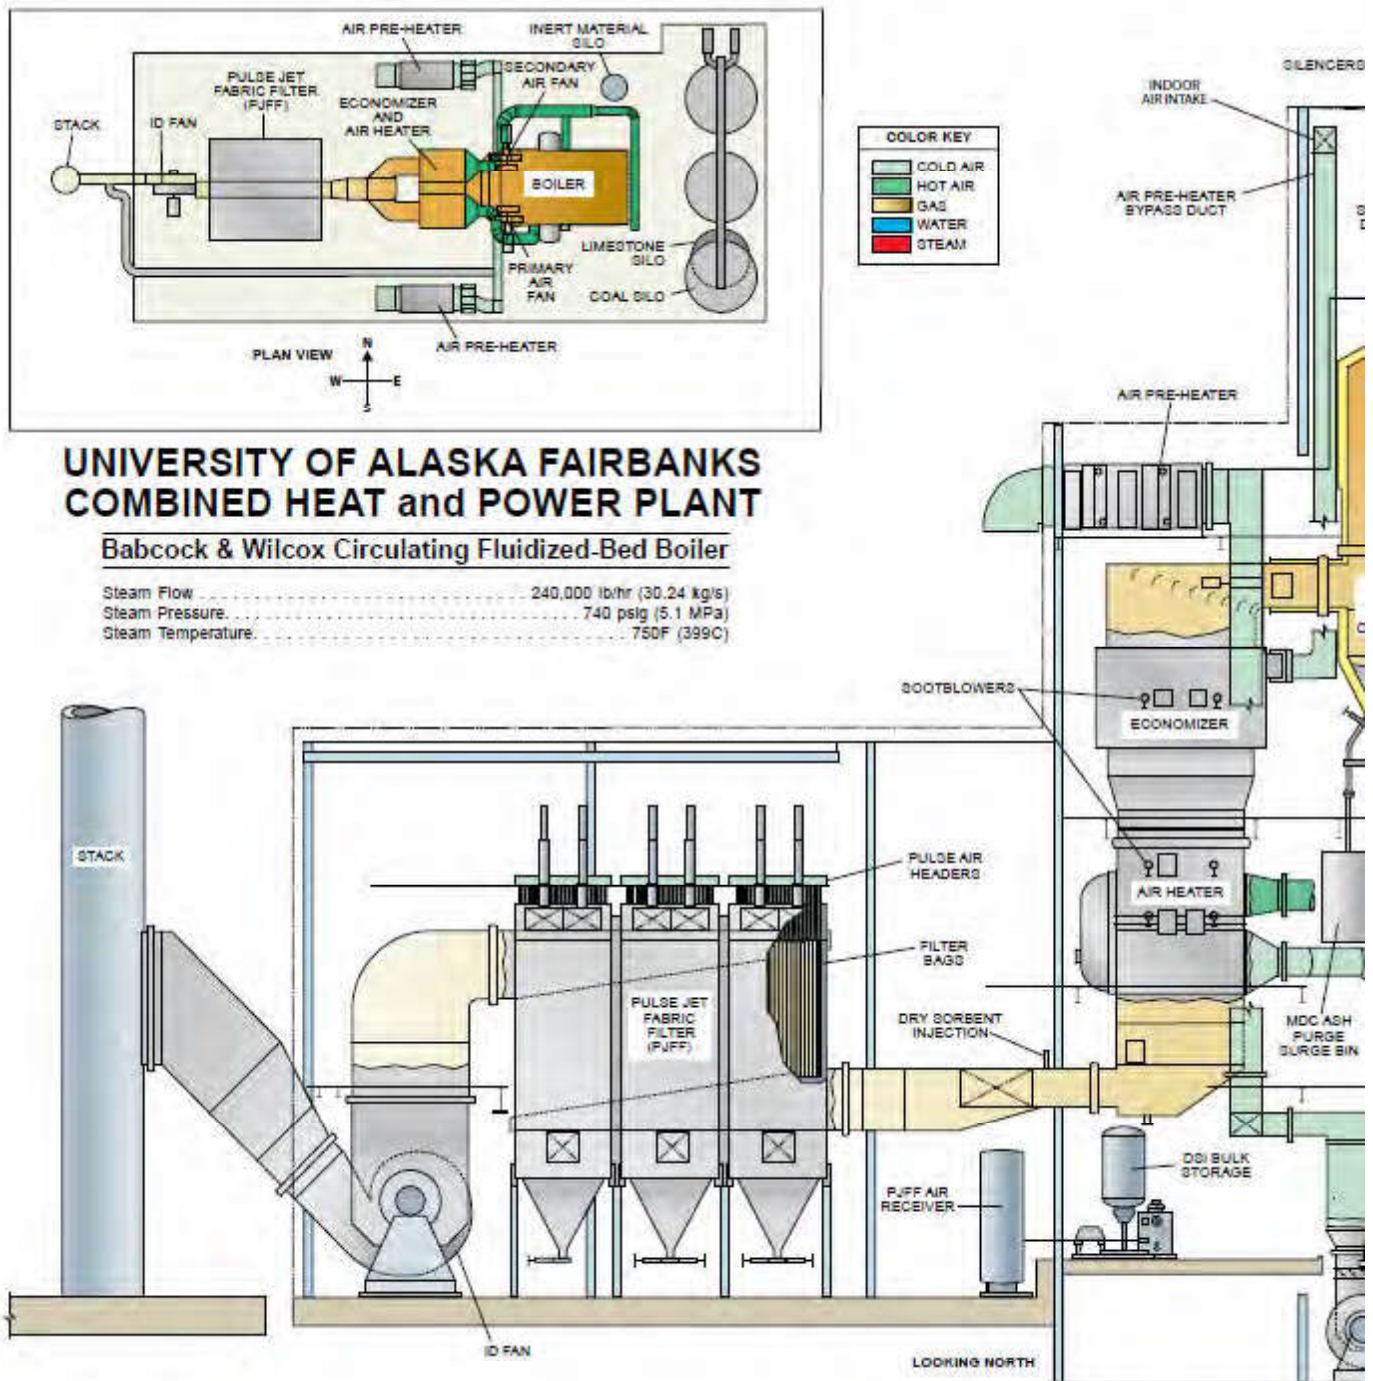 AIR PRE-HEATER
INERT MATERIAL
SILO
SECONDARY
AIR FAN
PULSE JET
FABRIC FILTER
(PJFF)
ECONOMIZER
AND
AIR HEATER
STACK
ID FAN
BOILER
LIMESTONE
SILO
PRIMARY
AIR
FAN
COAL SILO
AIR PRE-HEATER
PLAN VIEW
N
W
E
S
COLOR KEY
COLD AIR
HOT AIR
GAS
WATER
STEAM
SILENCERS
INDOOR
AIR INTAKE
AIR PRE-HEATER
BYPASS DUCT
AIR PRE-HEATER
UNIVERSITY OF ALASKA FAIRBANKS
COMBINED HEAT and POWER PLANT
Babcock & Wilcox Circulating Fluidized-Bed Boiler
Steam Flow . . . . . . . . . . . . . . . . . . . . . . . . . . . . . 240,000 lb/hr (30.24 kg/s)
Steam Pressure. . . . . . . . . . . . . . . . . . . . . . . . . . . . . 740 psig (5.1 MPa)
Steam Temperature. . . . . . . . . . . . . . . . . . . . . . . . . . . . . 750F (399C)
SOOTBLOWERS
ECONOMIZER
STACK
PULSE AIR
HEADERS
AIR HEATER
FILTER
BAGS
PULSE JET
FABRIC
FILTER
(PJFF)
DRY SORBENT
INJECTION
MDC ASH
PURGE
SURGE BIN
DSI BULK
STORAGE
PJFF AIR
RECEIVER
ID FAN
LOOKING NORTH